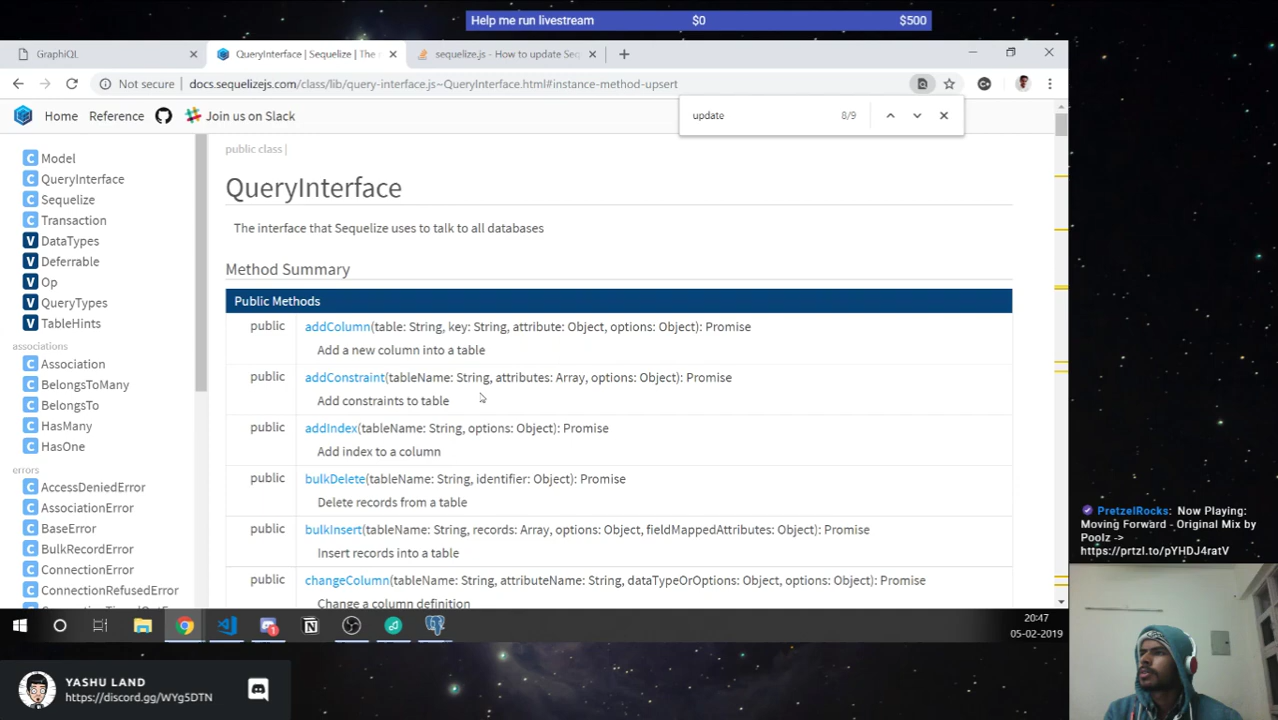 Help me run livestream $0 $500
GraphiQL
QueryInterface | Sequelize | The
sequelize.js - How to update Seq
Not secure | docs.sequelizejs.com/class/lib/query-interface.js~QueryInterface.html#instance-method-upsert
update 8/9
Home Reference Join us on Slack
C Model
C QueryInterface
C Sequelize
C Transaction
V DataTypes
V Deferrable
V Op
V QueryTypes
V TableHints
associations
C Association
C BelongsToMany
C BelongsTo
C HasMany
C HasOne
errors
C AccessDeniedError
C AssociationError
C BaseError
C BulkRecordError
C ConnectionError
C ConnectionRefusedError
public class |
QueryInterface
The interface that Sequelize uses to talk to all databases
Method Summary
Public Methods
public addColumn(table: String, key: String, attribute: Object, options: Object): Promise
Add a new column into a table
public addConstraint(tableName: String, attributes: Array, options: Object): Promise
Add constraints to table
public addIndex(tableName: String, options: Object): Promise
Add index to a column
public bulkDelete(tableName: String, identifier: Object): Promise
Delete records from a table
public bulkInsert(tableName: String, records: Array, options: Object, fieldMappedAttributes: Object): Promise
Insert records into a table
public changeColumn(tableName: String, attributeName: String, dataTypeOrOptions: Object, options: Object): Promise
Change a column definition
20:47
05-02-2019
PretzelRocks: Now Playing:
Moving Forward - Original Mix by
Poolz ->
https://prtzl.to/pYHDJ4ratV
YASHU LAND
https://discord.gg/WYg5DTN